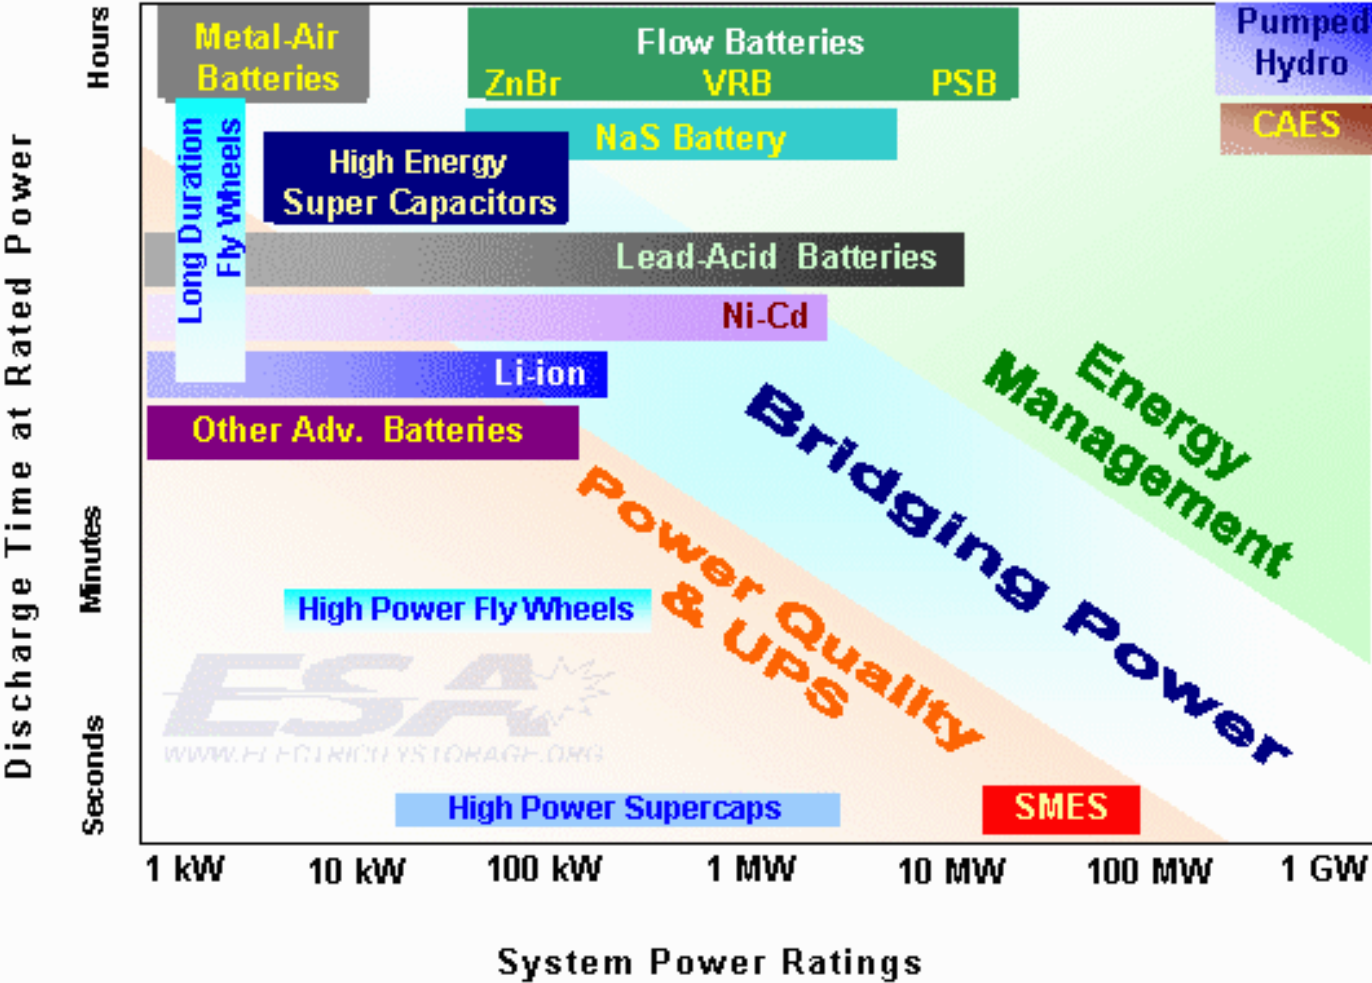 Discharge Time at Rated Power
Hours
Minutes
Seconds
Metal-Air
Batteries
Flow Batteries
ZnBr VRB PSB
Pumped
Hydro
NaS Battery
CAES
Long Duration
Fly Wheels
High Energy
Super Capacitors
Lead-Acid Batteries
Ni-Cd
Li-ion
Other Adv. Batteries
Energy
Management
Bridging Power
Power Quality
& UPS
High Power Fly Wheels
ESA
WWW.ELECTRICITYSTORAGE.ORG
High Power Supercaps
SMES
1 kW 10 kW 100 kW 1 MW 10 MW 100 MW 1 GW
System Power Ratings